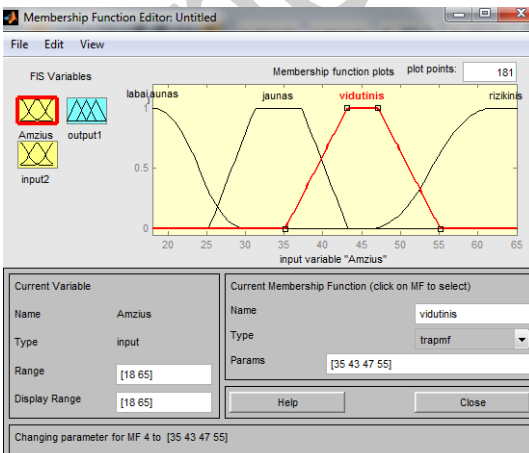 Membership Function Editor: Untitled
File Edit View
FIS Variables
Membership function plots plot points: 181
labai jaunas jaunas vidutinis rizikinis
Amzius output1
input2
1
0.5
0
20 25 30 35 40 45 50 55 60 65
input variable "Amzius"
Current Variable
Name Amzius
Type input
Range [18 65]
Display Range [18 65]
Current Membership Function (click on MF to select)
Name vidutinis
Type trapmf
Params [35 43 47 55]
Help Close
Changing parameter for MF 4 to [35 43 47 55]